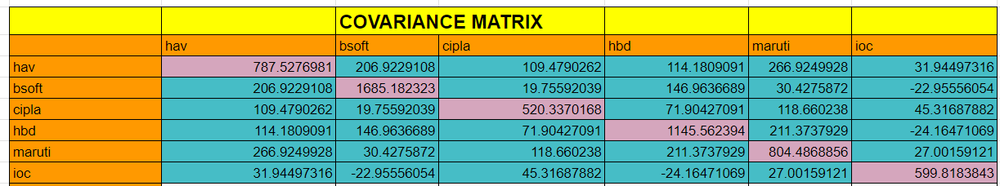 COVARIANCE MATRIX
hav bsoft cipla hbd maruti ioc
hav 787.5276981 206.9229108 109.4790262 114.1809091 266.9249928 31.94497316
bsoft 206.9229108 1685.182323 19.75592039 146.9636689 30.4275872 -22.95556054
cipla 109.4790262 19.75592039 520.3370168 71.90427091 118.660238 45.31687882
hbd 114.1809091 146.9636689 71.90427091 1145.562394 211.3737929 -24.16471069
maruti 266.9249928 30.4275872 118.660238 211.3737929 804.4868856 27.00159121
ioc 31.94497316 -22.95556054 45.31687882 -24.16471069 27.00159121 599.8183843